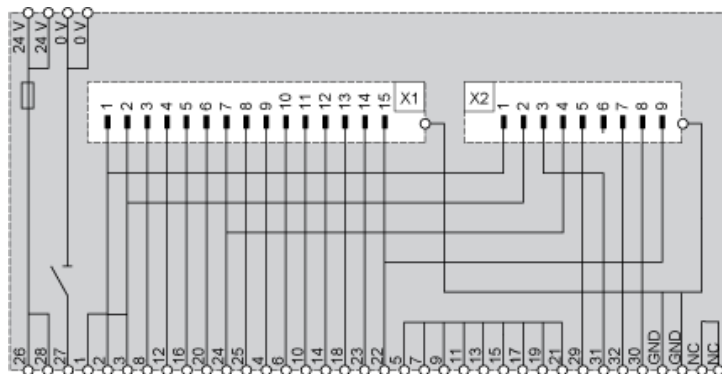 24 V 24 V 0 V 0 V
X1 X2
1 2 3 4 5 6 7 8 9 10 11 12 13 14 15
1 2 3 4 5 6 7 8 9
26 28 27 1 2 3 8 12 16 20 24 25 4 6 10 14 18 23 22 5 7 9 11 13 15 17 19 21 29 31 32 30 GND GND NC NC